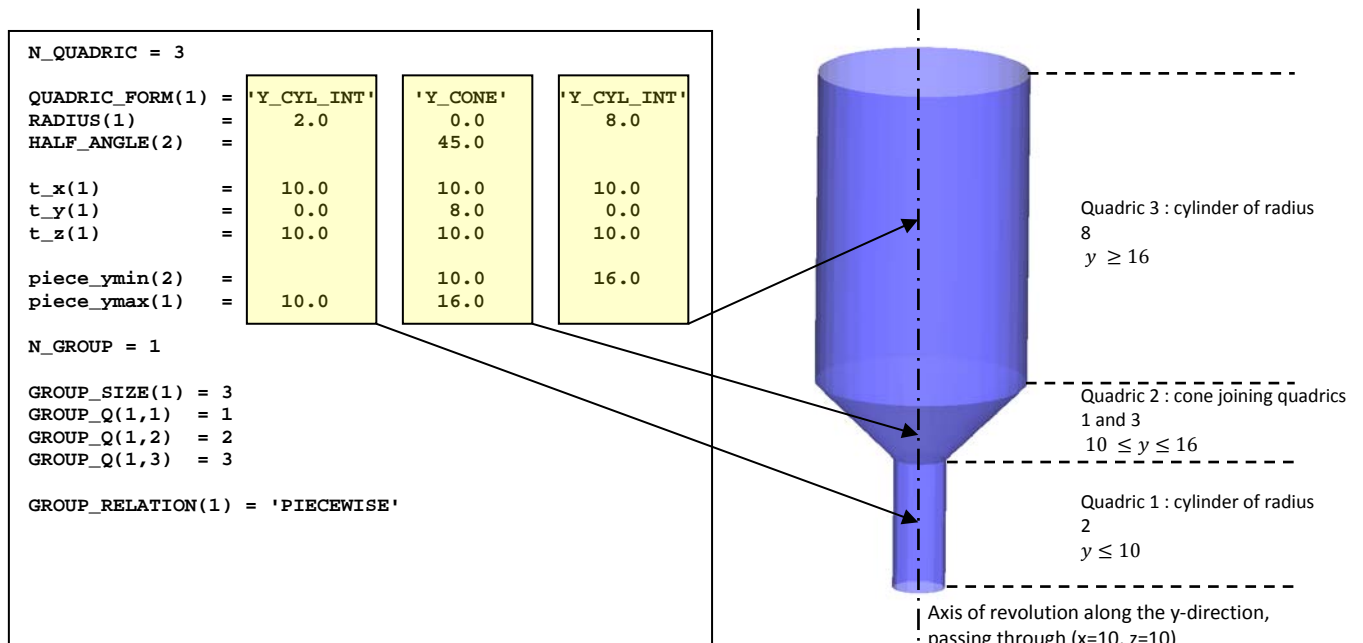 N_QUADRIC = 3
QUADRIC_FORM(1) = 'Y_CYL_INT' 'Y_CONE' 'Y_CYL_INT'
RADIUS(1) = 2.0 0.0 8.0
HALF_ANGLE(2) = 45.0
t_x(1) = 10.0 10.0 10.0
t_y(1) = 0.0 8.0 0.0
t_z(1) = 10.0 10.0 10.0
piece_ymin(2) = 10.0 16.0
piece_ymax(1) = 10.0 16.0
N_GROUP = 1
GROUP_SIZE(1) = 3
GROUP_Q(1,1) = 1
GROUP_Q(1,2) = 2
GROUP_Q(1,3) = 3
GROUP_RELATION(1) = 'PIECEWISE'
Quadric 3 : cylinder of radius
8
y ≥ 16
Quadric 2 : cone joining quadrics
1 and 3
10 ≤ y ≤ 16
Quadric 1 : cylinder of radius
2
y ≤ 10
Axis of revolution along the y-direction,
passing through (x=10, z=10)